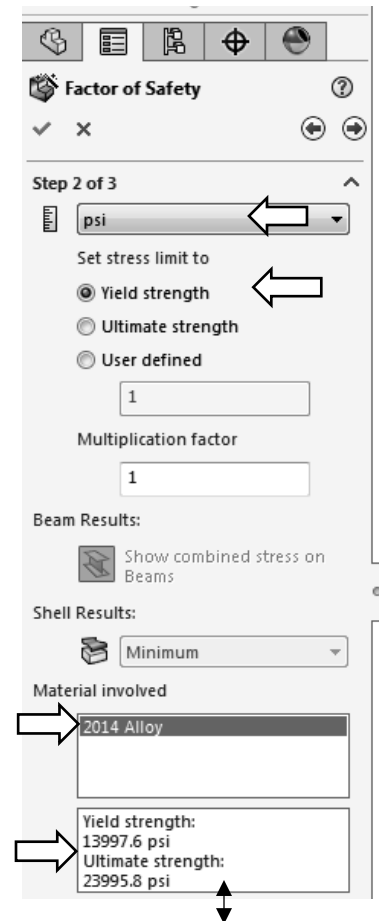 Factor of Safety
Step 2 of 3
psi
Set stress limit to
Yield strength
Ultimate strength
User defined
1
Multiplication factor
1
Beam Results:
Show combined stress on
Beams
Shell Results:
Minimum
Material involved
2014 Alloy
Yield strength:
13997.6 psi
Ultimate strength:
23995.8 psi